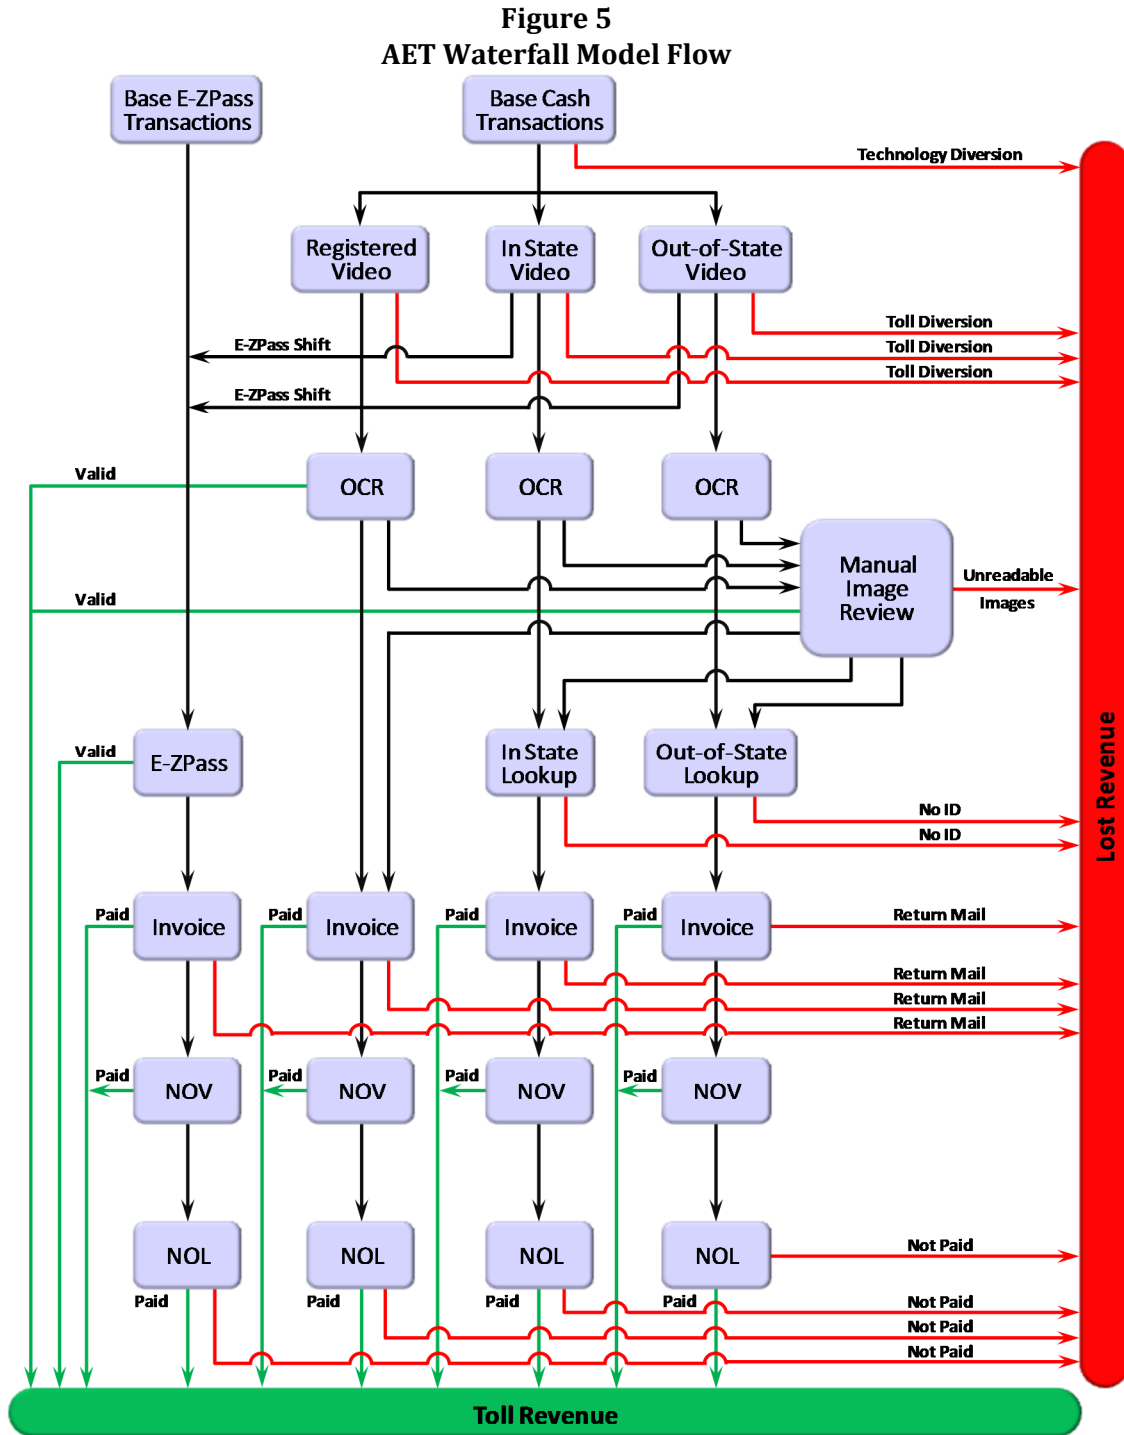 Figure 5
AET Waterfall Model Flow
Base E-ZPass
Transactions
Base Cash
Transactions
Technology Diversion
Registered
Video
In State
Video
Out-of-State
Video
Toll Diversion
E-ZPass Shift
Toll Diversion
Toll Diversion
E-ZPass Shift
Valid
OCR
OCR
OCR
Manual
Image
Review
Unreadable
Images
Valid
Lost Revenue
Valid
E-ZPass
In State
Lookup
Out-of-State
Lookup
No ID
No ID
Paid
Invoice
Paid
Invoice
Paid
Invoice
Paid
Invoice
Return Mail
Return Mail
Return Mail
Return Mail
Paid
NOV
Paid
NOV
Paid
NOV
Paid
NOV
NOL
NOL
NOL
NOL
Not Paid
Paid
Paid
Paid
Paid
Not Paid
Not Paid
Not Paid
Toll Revenue